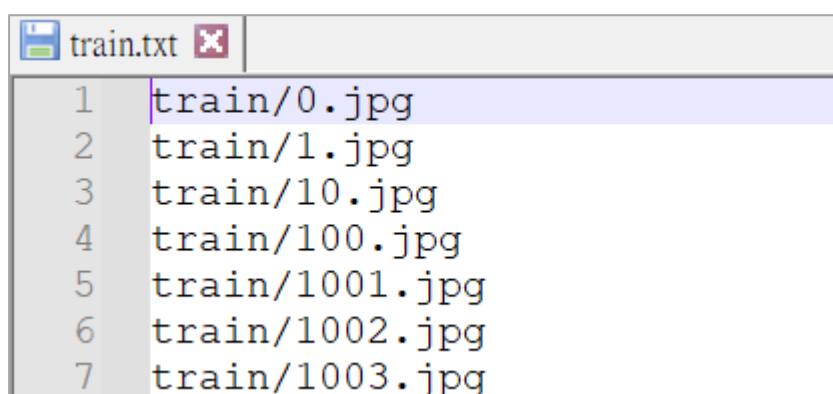 train.txt
1 train/0.jpg
2 train/1.jpg
3 train/10.jpg
4 train/100.jpg
5 train/1001.jpg
6 train/1002.jpg
7 train/1003.jpg